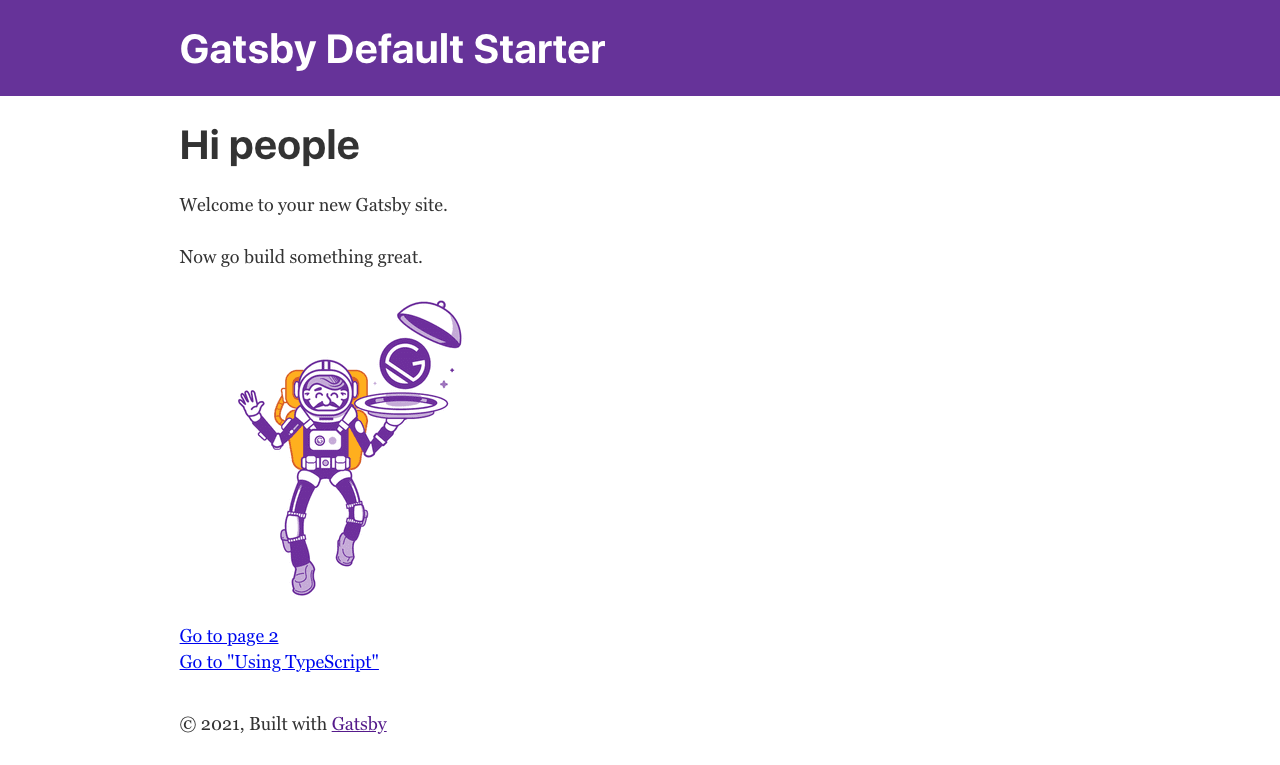 Gatsby Default Starter
Hi people
Welcome to your new Gatsby site.
Now go build something great.
Go to page 2
Go to "Using TypeScript"
© 2021, Built with Gatsby